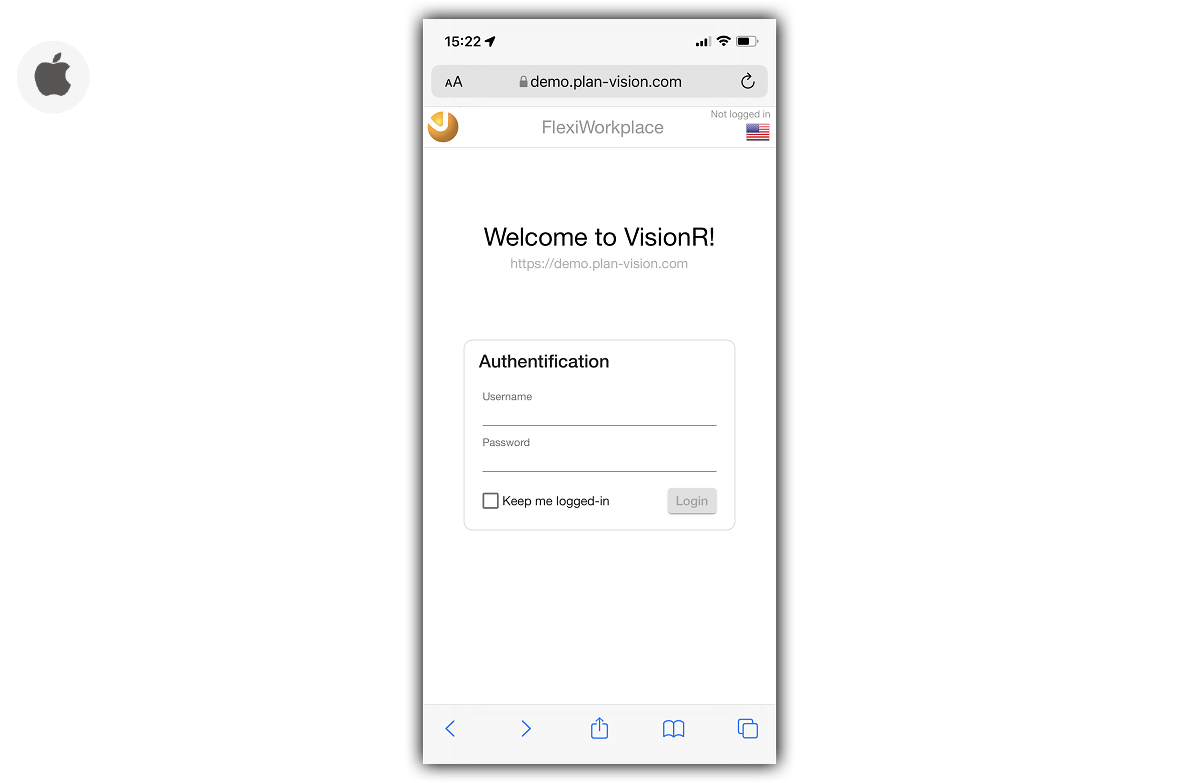 15:22
AA demo.plan-vision.com
Not logged in
FlexiWorkplace
Welcome to VisionR!
https://demo.plan-vision.com
Authentification
Username
Password
Keep me logged-in Login